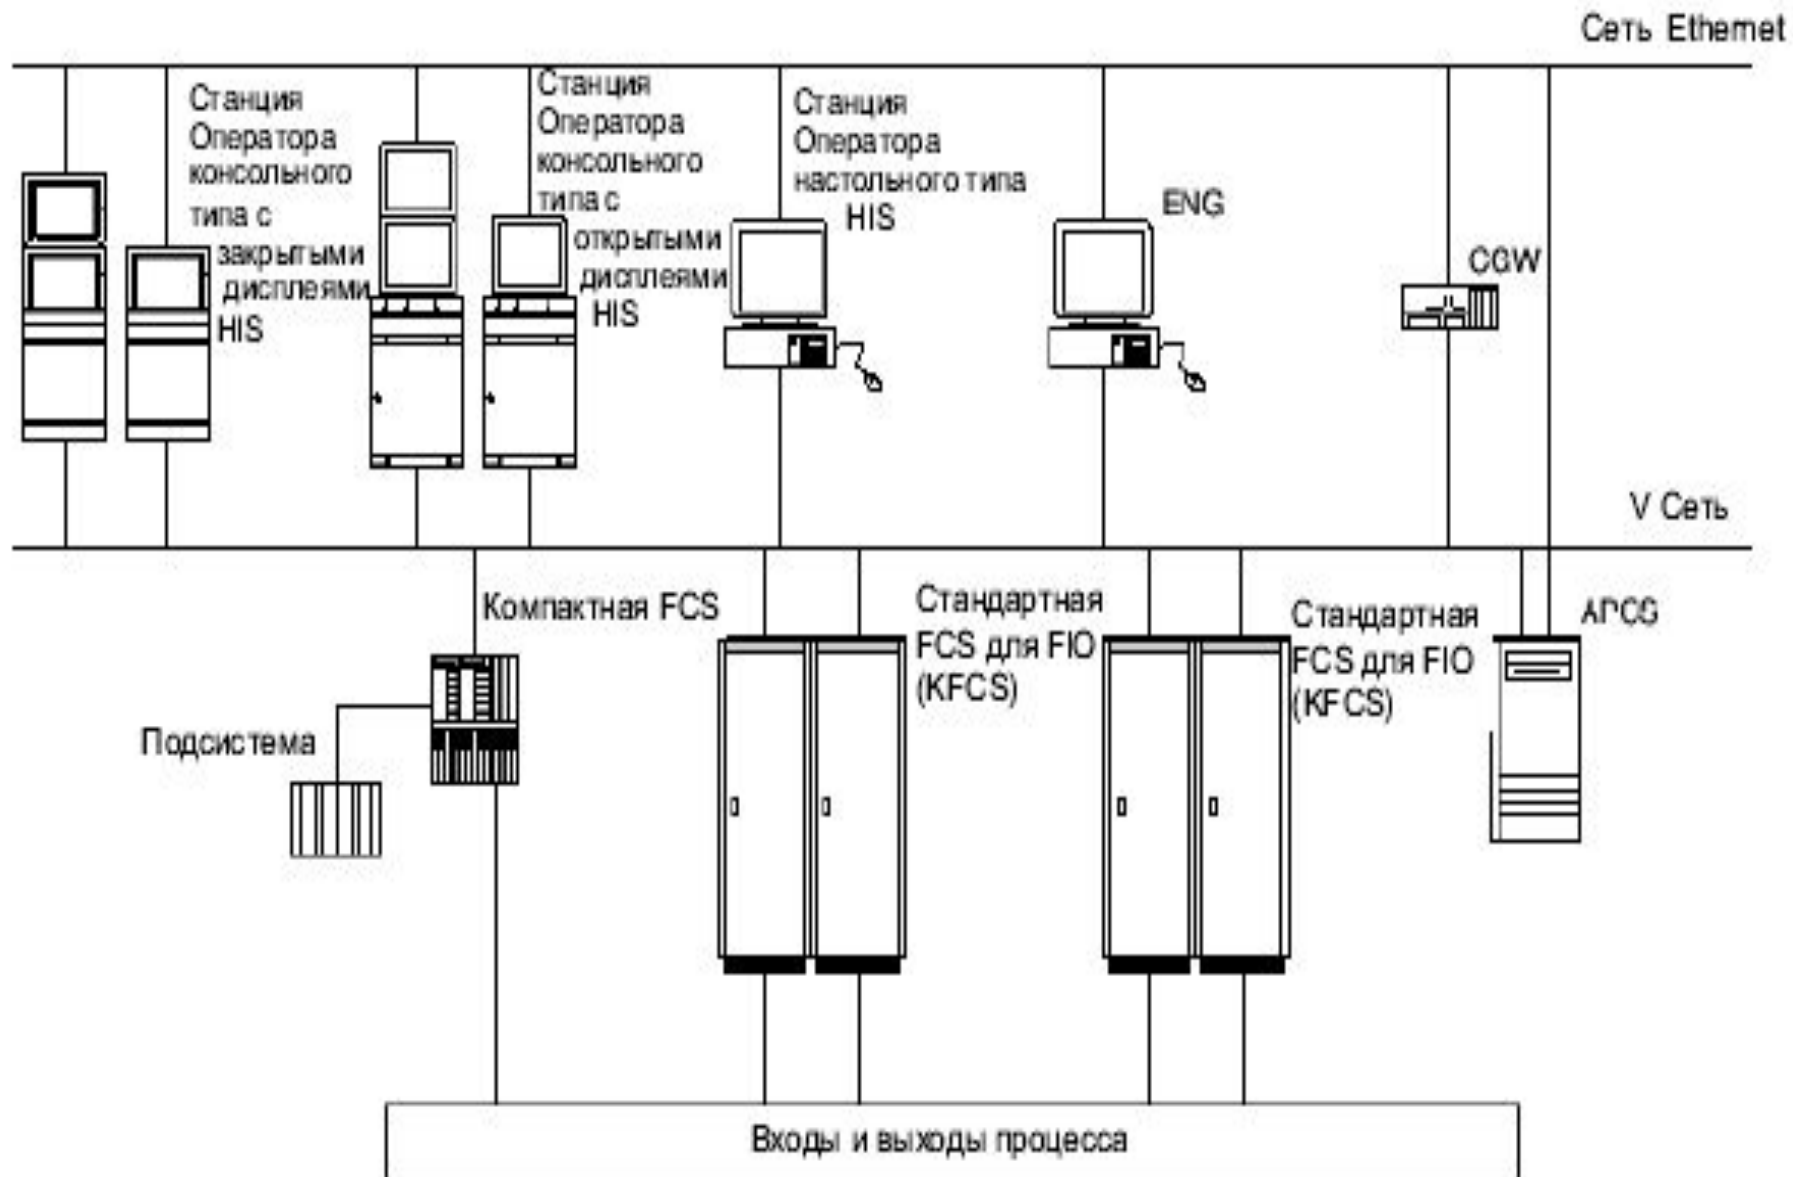 Сеть Ethernet
Станция
Оператора
консольного
типа с
закрытыми
дисплеями
HIS
Станция
Оператора
консольного
типа с
открытыми
дисплеями
HIS
Станция
Оператора
настольного типа
HIS
ENG
CGW
V Сеть
Компактная FCS
Подсистема
Стандартная
FCS для FIO
(KFCS)
Стандартная
FCS для FIO
(KFCS)
APCS
Входы и выходы процесса